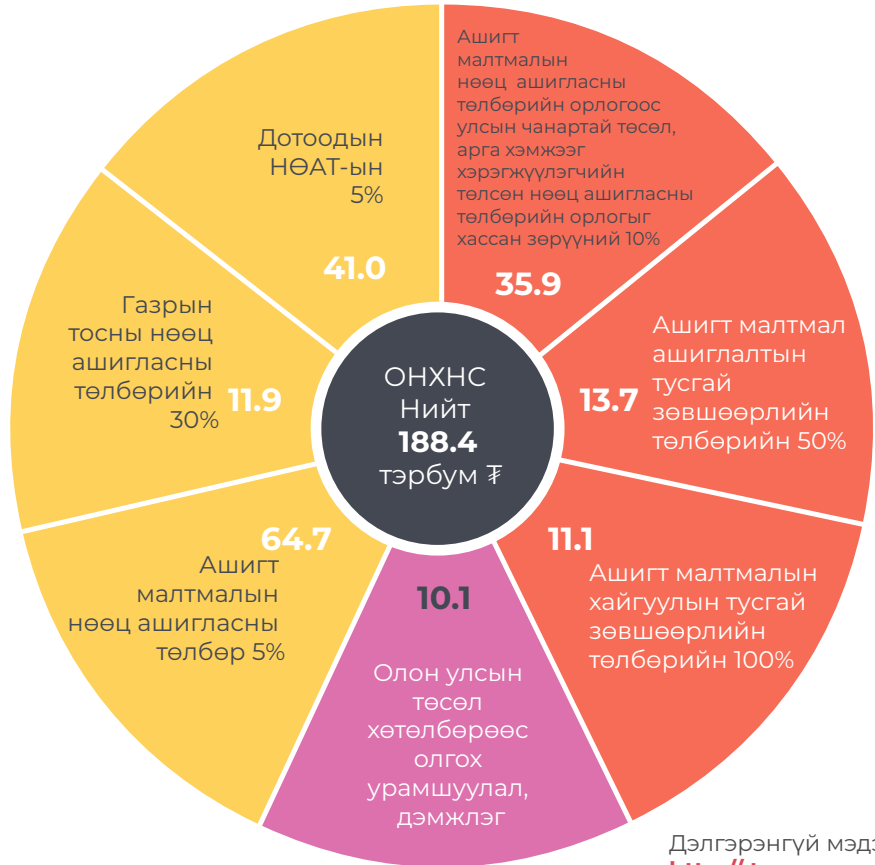 Ашигт
малтмалын
нөөц ашигласны
төлбөрийн орлогоос
улсын чанартай төсөл,
арга хэмжээг
хэрэгжүүлэгчийн
төлсөн нөөц ашигласны
төлбөрийн орлогыг
хассан зөрүүний 10%
35.9
Ашигт малтмал
ашиглалтын
тусгай
зөвшөөрлийн
төлбөрийн 50%
13.7
11.1
Ашигт малтмалын
хайгуулын тусгай
зөвшөөрлийн
төлбөрийн 100%
10.1
Олон улсын
төсөл
хөтөлбөрөөс
олгох
урамшуулал,
дэмжлэг
64.7
Ашигт
малтмалын
нөөц ашигласны
төлбөр 5%
Газрын
тосны нөөц
ашигласны
төлбөрийн
30%
11.9
Дотоодын
НӨАТ-ын
5%
41.0
ОНХНС
Нийт
188.4
тэрбум ₮
Дэлгэрэнгүй